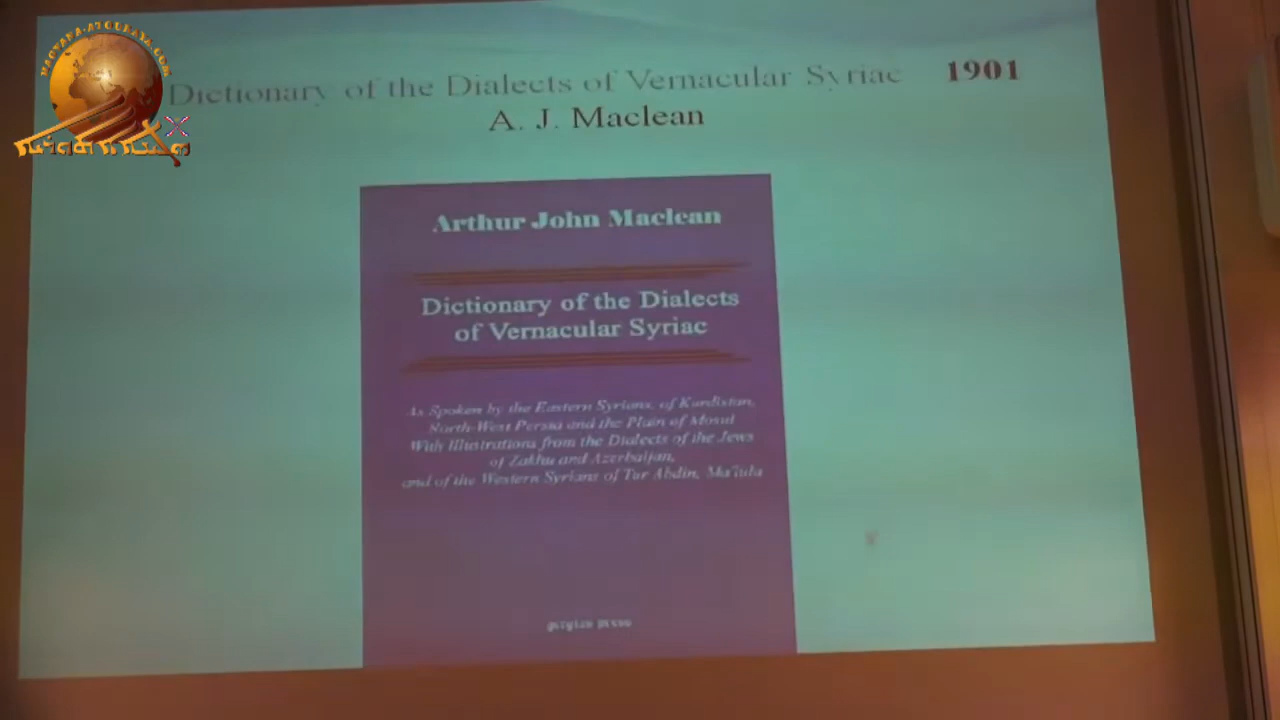 Dictionary of the Dialects of Vernacular Syriac 1901
A. J. Maclean
Arthur John Maclean
Dictionary of the Dialects
of Vernacular Syriac
As Spoken by the Eastern Syrians, of Kurdistan,
North-West Persia and the Plain of Mosul
With Illustrations from the Dialects of the Jews
of Zakhu and Azerbaijan,
and of the Western Syrians of Tur Abdin, Ma'lula
gorgias press